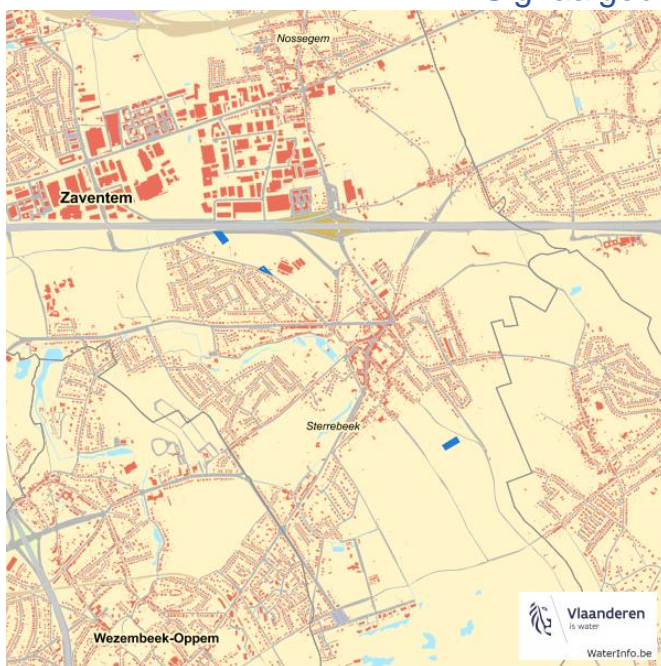 Nossegem
Zaventem
Sterrebeek
Wezembeek-Oppem
Vlaanderen
is water
WaterInfo.be